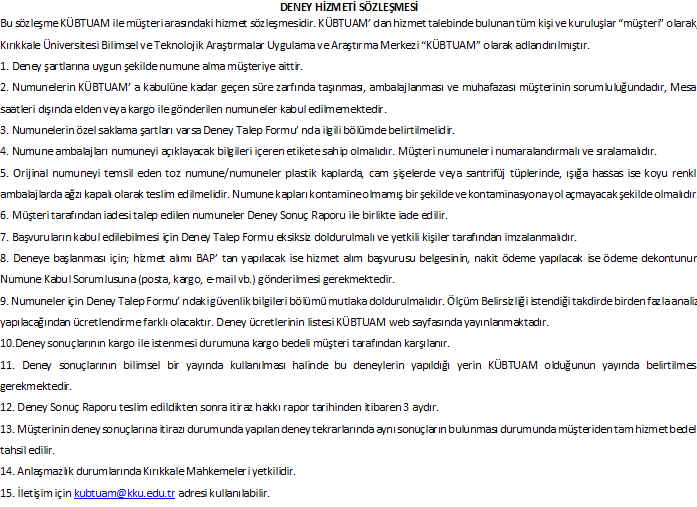 DENEY HİZMETİ SÖZLEŞMESİ
Bu sözleşme KÜBTUAM ile müşteri arasındaki hizmet sözleşmesidir. KÜBTUAM’ dan hizmet talebinde bulunan tüm kişi ve kuruluşlar “müşteri” olarak,
Kırıkkale Üniversitesi Bilimsel ve Teknolojik Araştırmalar Uygulama ve Araştırma Merkezi “KÜBTUAM” olarak adlandırılmıştır.
1. Deney şartlarına uygun şekilde numune alma müşteriye aittir.
2. Numunelerin KÜBTUAM’ a kabulüne kadar geçen süre zarfında taşınması, ambalajlanması ve muhafazası müşterinin sorumluluğundadır, Mesa
saatleri dışında elden veya kargo ile gönderilen numuneler kabul edilmemektedir.
3. Numunelerin özel saklama şartları varsa Deney Talep Formu’ nda ilgili bölümde belirtilmelidir.
4. Numune ambalajları numuneyi açıklayacak bilgileri içeren etikete sahip olmalıdır. Müşteri numuneleri numaralandırmalı ve sıralamalıdır.
5. Orijinal numuneyi temsil eden toz numune/numuneler plastik kaplarda, cam şişelerde veya santrifüj tüplerinde, ışığa hassas ise koyu renkl
ambalajlarda ağzı kapalı olarak teslim edilmelidir. Numune kapları kontamine olmamış bir şekilde ve kontaminasyona yol açmayacak şekilde olmalıdır
6. Müşteri tarafından iadesi talep edilen numuneler Deney Sonuç Raporu ile birlikte iade edilir.
7. Başvuruların kabul edilebilmesi için Deney Talep Formu eksiksiz doldurulmalı ve yetkili kişiler tarafından imzalanmalıdır.
8. Deneye başlanması için; hizmet alımı BAP’ tan yapılacak ise hizmet alım başvurusu belgesinin, nakit ödeme yapılacak ise ödeme dekontunun
Numune Kabul Sorumlusuna (posta, kargo, e-mail vb.) gönderilmesi gerekmektedir.
9. Numuneler için Deney Talep Formu’ ndaki güvenlik bilgileri bölümü mutlaka doldurulmalıdır. Ölçüm Belirsizliği istendiği takdirde birden fazla analiz
yapılacağından ücretlendirme farklı olacaktır. Deney ücretlerinin listesi KÜBTUAM web sayfasında yayınlanmaktadır.
10.Deney sonuçlarının kargo ile istenmesi durumuna kargo bedeli müşteri tarafından karşılanır.
11. Deney sonuçlarının bilimsel bir yayında kullanılması halinde bu deneylerin yapıldığı yerin KÜBTUAM olduğunun yayında belirtilmes
gerekmektedir.
12. Deney Sonuç Raporu teslim edildikten sonra itiraz hakkı rapor tarihinden itibaren 3 aydır.
13. Müşterinin deney sonuçlarına itirazı durumunda yapılan deney tekrarlarında aynı sonuçların bulunması durumunda müşteriden tam hizmet bedel
tahsil edilir.
14. Anlaşmazlık durumlarında Kırıkkale Mahkemeleri yetkilidir.
15. İletişim için kubtuam@kku.edu.tr adresi kullanılabilir.